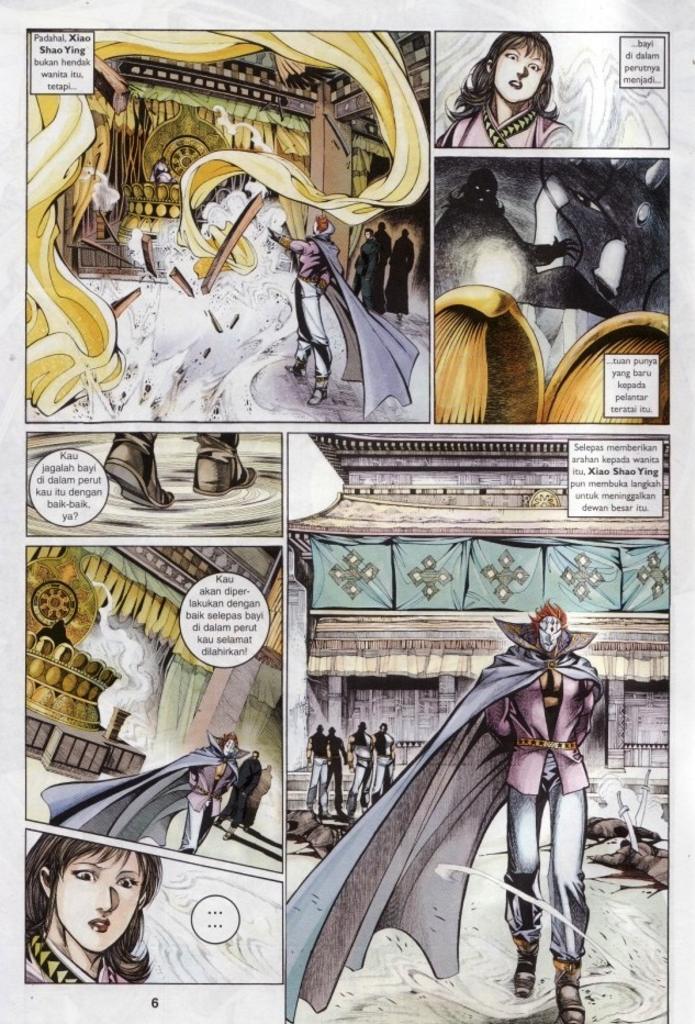 Padahal, Xiao
Shao Ying
bukan hendak
wanita itu,
tetapi...
...bayi
di dalam
perutnya
menjadi...
...tuan punya
yang baru
kepada
pelantar
teratai itu.
Kau
jagalah bayi
di dalam perut
kau itu dengan
baik-baik,
ya?
Kau
akan diper-
lakukan dengan
baik selepas bayi
di dalam perut
kau selamat
dilahirkan!
...
...
Selepas memberikan
arahan kepada wanita
itu, Xiao Shao Ying
pun membuka langkah
untuk meninggalkan
dewan besar itu.
6